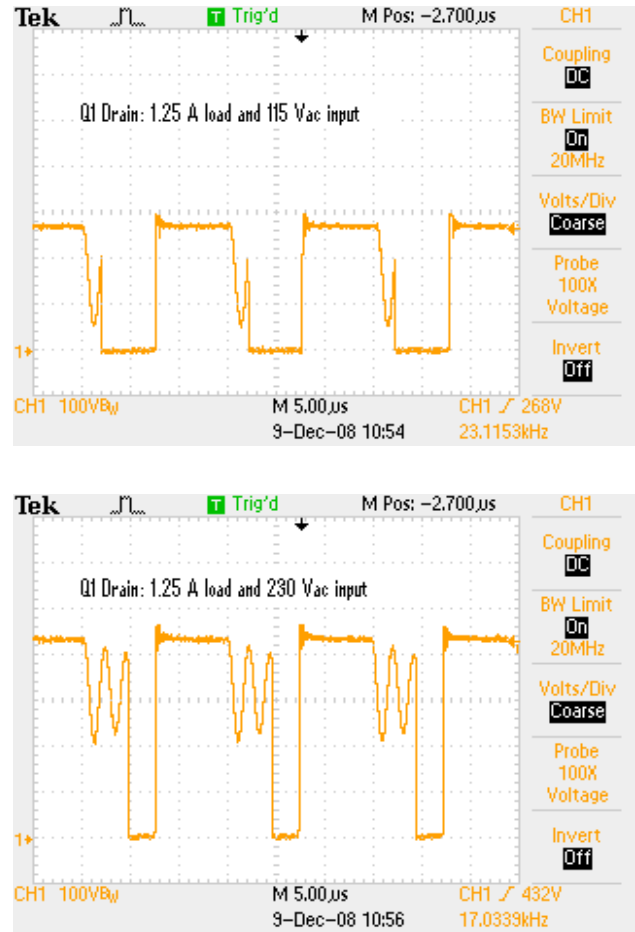 Tek T Trig'd M Pos: -2.700µs CH1
Coupling
DC
Q1 Drain: 1.25 A load and 115 Vac input
BW Limit
On
20MHz
Volts/Div
Coarse
Probe
100X
Voltage
1
Invert
Off
CH1 100VBW M 5.00µs CH1 268V
9-Dec-08 10:54 23.1153kHz
Tek T Trig'd M Pos: -2.700µs CH1
Coupling
DC
Q1 Drain: 1.25 A load and 230 Vac input
BW Limit
On
20MHz
Volts/Div
Coarse
Probe
100X
Voltage
1
Invert
Off
CH1 100VBW M 5.00µs CH1 432V
9-Dec-08 10:56 17.0339kHz